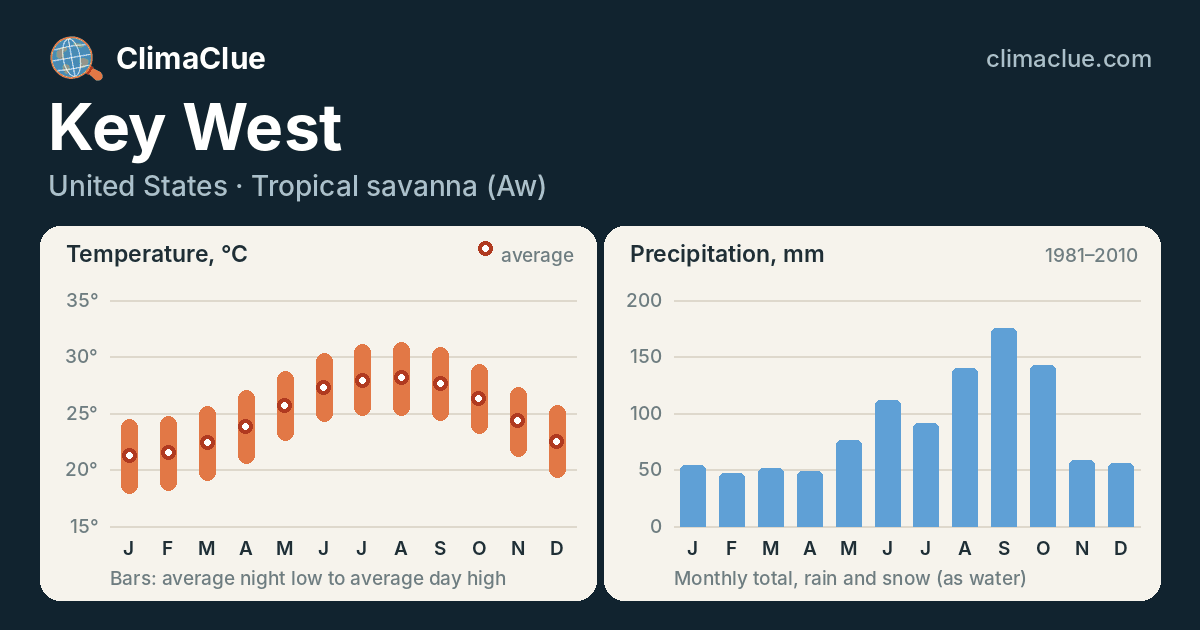 ClimaClue
climaclue.com
Key West
United States · Tropical savanna (Aw)
Temperature, °C
average
35°
30°
25°
20°
15°
J F M A M J J A S O N D
Bars: average night low to average day high
Precipitation, mm
1981–2010
200
150
100
50
0
J F M A M J J A S O N D
Monthly total, rain and snow (as water)